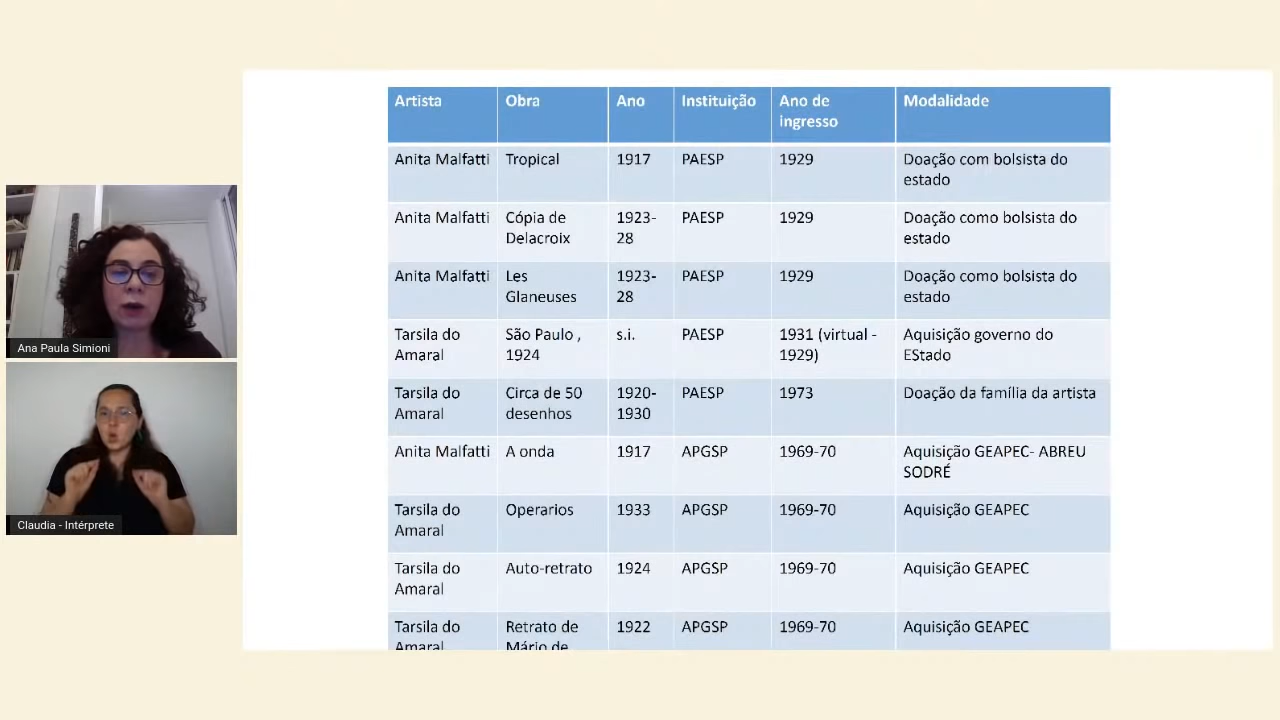 Artista Obra Ano Instituição Ano de
ingresso Modalidade
Anita Malfatti Tropical 1917 PAESP 1929 Doação com bolsista do
estado
Anita Malfatti Cópia de 1923- PAESP 1929 Doação como bolsista do
Delacroix 28 estado
Anita Malfatti Les 1923- PAESP 1929 Doação como bolsista do
Glaneuses 28 estado
Tarsila do São Paulo , s.i. PAESP 1931 (virtual - Aquisição governo do
Amaral 1924 1929) EStado
Tarsila do Circa de 50 1920- PAESP 1973 Doação da família da artista
Amaral desenhos 1930
Anita Malfatti A onda 1917 APGSP 1969-70 Aquisição GEAPEC- ABREU
SODRÉ
Tarsila do Operarios 1933 APGSP 1969-70 Aquisição GEAPEC
Amaral
Tarsila do Auto-retrato 1924 APGSP 1969-70 Aquisição GEAPEC
Amaral
Tarsila do Retrato de 1922 APGSP 1969-70 Aquisição GEAPEC
Amaral Mário de
Ana Paula Simioni
Claudia - Intérprete